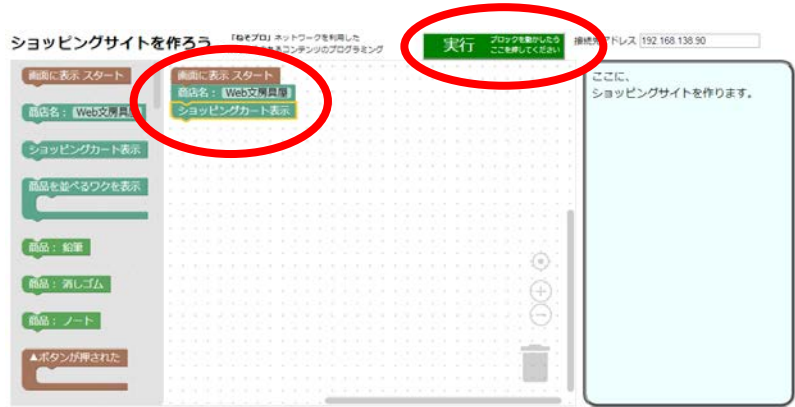 ショッピングサイトを作ろう
「ねそプロ」ネットワークを利用した
コンテンツのプログラミング
実行
ブロックを動かしたら
ここを押してください
接続先アドレス 192 168 138 90
画面に表示 スタート
商店名： Web文房具屋
ショッピングカート表示
商品を並べるワクを表示
商品： 鉛筆
商品： 消しゴム
商品： ノート
▲ボタンが押された
画面に表示 スタート
商店名： Web文房具屋
ショッピングカート表示
ここに、
ショッピングサイトを作ります。